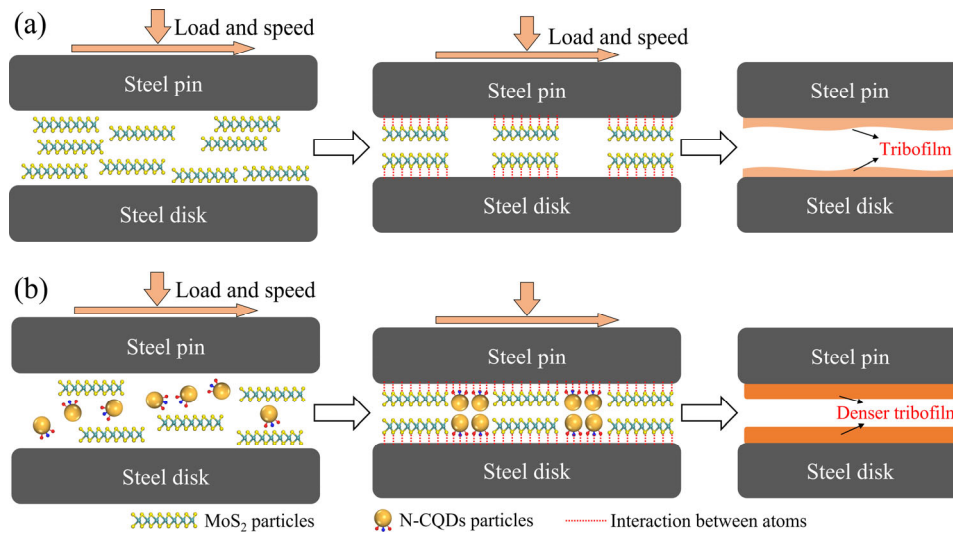 (a)
Load and speed
Steel pin
Steel disk
Load and speed
Steel pin
Steel disk
Steel pin
Tribofilm
Steel disk
(b)
Load and speed
Steel pin
Steel disk
Steel pin
Steel disk
Steel pin
Denser tribofilm
Steel disk
MoS₂ particles
N-CQDs particles
Interaction between atoms